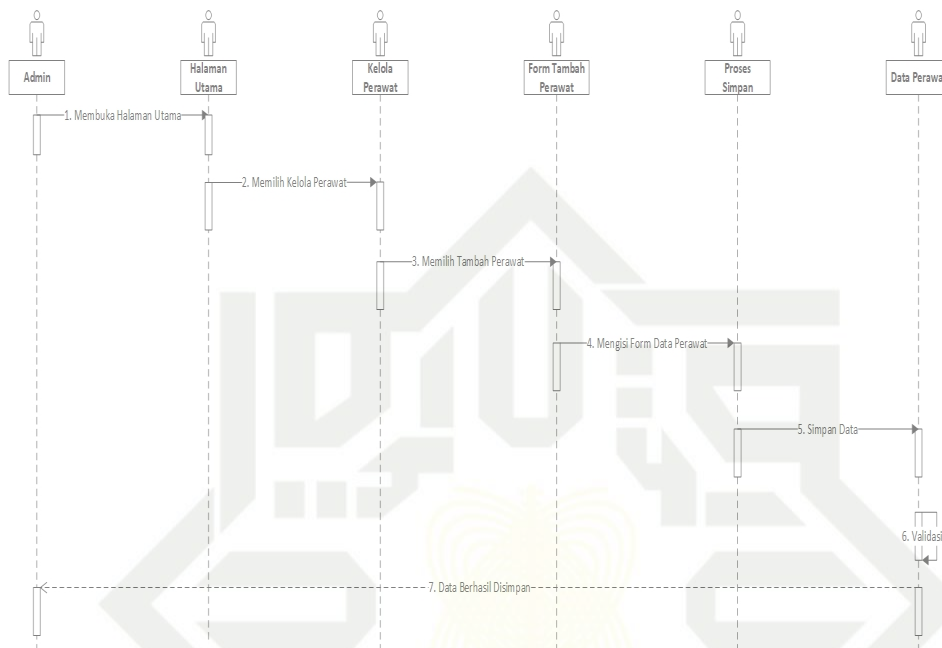 Admin
Halaman
Utama
Kelola
Perawat
Form Tambah
Perawat
Proses
Simpan
Data Perawa
1. Membuka Halaman Utama
2. Memilih Kelola Perawat
3. Memilih Tambah Perawat
4. Mengisi Form Data Perawat
5. Simpan Data
6. Validasi
7. Data Berhasil Disimpan